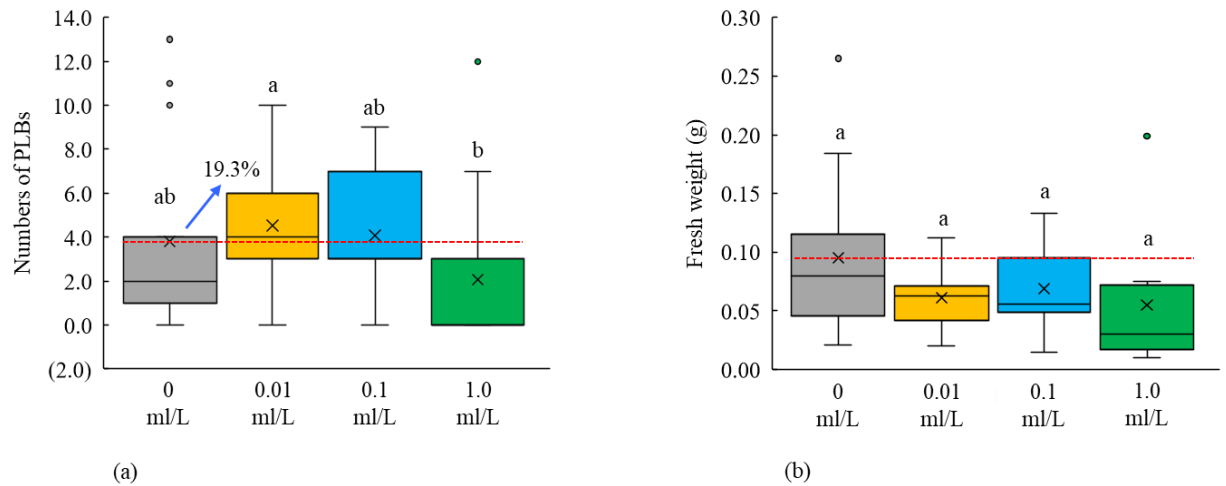 Numbers of PLBs
14.0
12.0
10.0
8.0
6.0
4.0
2.0
0.0
(2.0)
ab
19.3%
a
ab
b
0
ml/L
0.01
ml/L
0.1
ml/L
1.0
ml/L
(a)
Fresh weight (g)
0.30
0.25
0.20
0.15
0.10
0.05
0.00
a
a
a
a
0
ml/L
0.01
ml/L
0.1
ml/L
1.0
ml/L
(b)